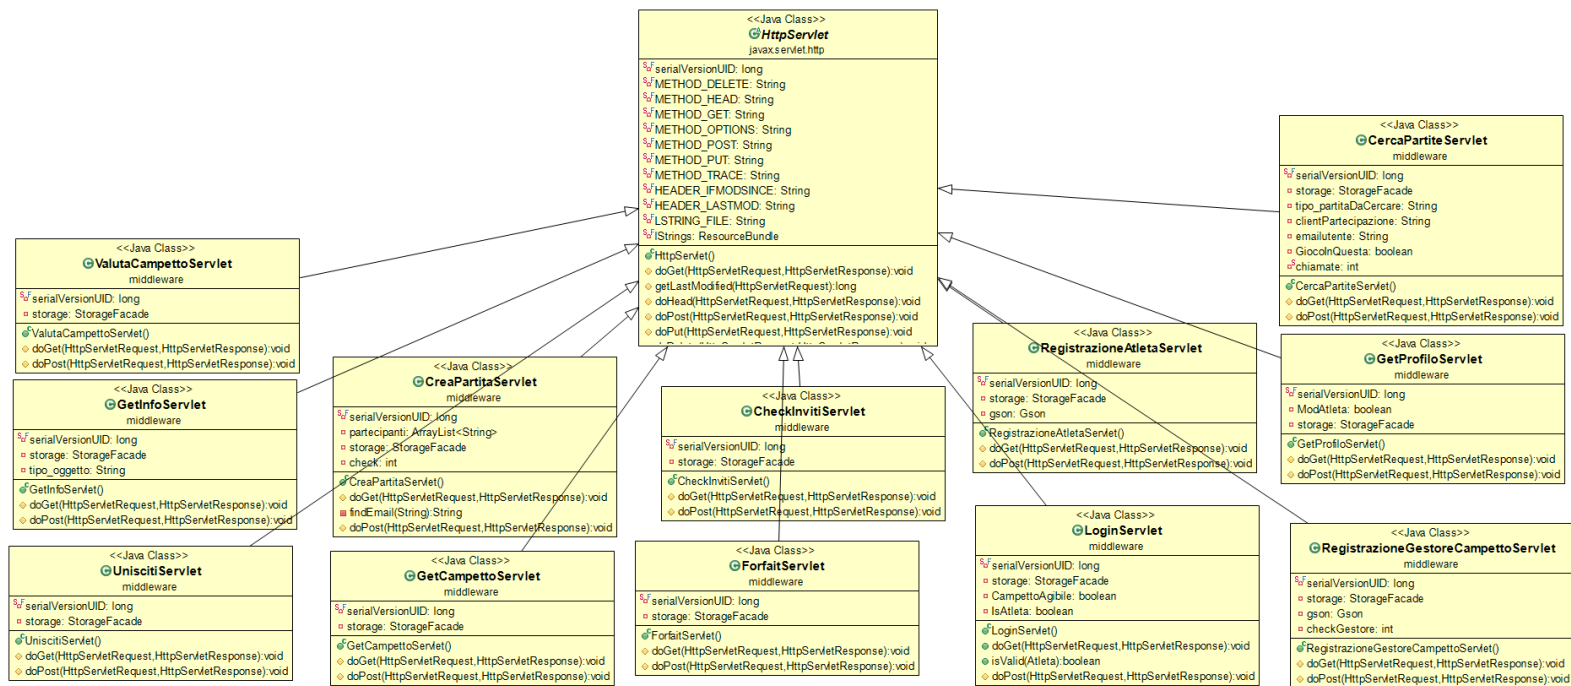 <<Java Class>>
HttpServlet
javax.servlet.http
serialVersionUID: long
METHOD_DELETE: String
METHOD_HEAD: String
METHOD_GET: String
METHOD_OPTIONS: String
METHOD_POST: String
METHOD_PUT: String
METHOD_TRACE: String
HEADER_IFMODSINCE: String
HEADER_LASTMOD: String
LSTRING_FILE: String
lStrings: ResourceBundle
HttpServlet()
doGet(HttpServletRequest,HttpServletResponse):void
getLastModified(HttpServletRequest):long
doHead(HttpServletRequest,HttpServletResponse):void
doPost(HttpServletRequest,HttpServletResponse):void
doPut(HttpServletRequest,HttpServletResponse):void
<<Java Class>>
CercaPartiteServlet
middleware
serialVersionUID: long
storage: StorageFacade
tipo_partitaDaCercare: String
clientPartecipazione: String
emailutente: String
GiocoInQuesta: boolean
chiamate: int
CercaPartiteServlet()
doGet(HttpServletRequest,HttpServletResponse):void
doPost(HttpServletRequest,HttpServletResponse):void
<<Java Class>>
ValutaCampettoServlet
middleware
serialVersionUID: long
storage: StorageFacade
ValutaCampettoServlet()
doGet(HttpServletRequest,HttpServletResponse):void
doPost(HttpServletRequest,HttpServletResponse):void
<<Java Class>>
GetInfoServlet
middleware
serialVersionUID: long
storage: StorageFacade
tipo_oggetto: String
GetInfoServlet()
doGet(HttpServletRequest,HttpServletResponse):void
doPost(HttpServletRequest,HttpServletResponse):void
<<Java Class>>
CreaPartitaServlet
middleware
serialVersionUID: long
partecipanti: ArrayList<String>
storage: StorageFacade
check: int
CreaPartitaServlet()
doGet(HttpServletRequest,HttpServletResponse):void
findEmail(String):String
doPost(HttpServletRequest,HttpServletResponse):void
<<Java Class>>
CheckInvitiServlet
middleware
serialVersionUID: long
storage: StorageFacade
CheckInvitiServlet()
doGet(HttpServletRequest,HttpServletResponse):void
doPost(HttpServletRequest,HttpServletResponse):void
<<Java Class>>
RegistrazioneAtletaServlet
middleware
serialVersionUID: long
storage: StorageFacade
gson: Gson
RegistrazioneAtletaServlet()
doGet(HttpServletRequest,HttpServletResponse):void
doPost(HttpServletRequest,HttpServletResponse):void
<<Java Class>>
GetProfiloServlet
middleware
serialVersionUID: long
ModAtleta: boolean
storage: StorageFacade
GetProfiloServlet()
doGet(HttpServletRequest,HttpServletResponse):void
doPost(HttpServletRequest,HttpServletResponse):void
<<Java Class>>
UniscitiServlet
middleware
serialVersionUID: long
storage: StorageFacade
UniscitiServlet()
doGet(HttpServletRequest,HttpServletResponse):void
doPost(HttpServletRequest,HttpServletResponse):void
<<Java Class>>
GetCampettoServlet
middleware
serialVersionUID: long
storage: StorageFacade
GetCampettoServlet()
doGet(HttpServletRequest,HttpServletResponse):void
doPost(HttpServletRequest,HttpServletResponse):void
<<Java Class>>
ForfaitServlet
middleware
serialVersionUID: long
storage: StorageFacade
ForfaitServlet()
doGet(HttpServletRequest,HttpServletResponse):void
doPost(HttpServletRequest,HttpServletResponse):void
<<Java Class>>
LoginServlet
middleware
serialVersionUID: long
storage: StorageFacade
CampettoAgibile: boolean
IsAtleta: boolean
LoginServlet()
doGet(HttpServletRequest,HttpServletResponse):void
isValid(Atleta):boolean
doPost(HttpServletRequest,HttpServletResponse):void
<<Java Class>>
RegistrazioneGestoreCampettoServlet
middleware
serialVersionUID: long
storage: StorageFacade
gson: Gson
checkGestore: int
RegistrazioneGestoreCampettoServlet()
doGet(HttpServletRequest,HttpServletResponse):void
doPost(HttpServletRequest,HttpServletResponse):void